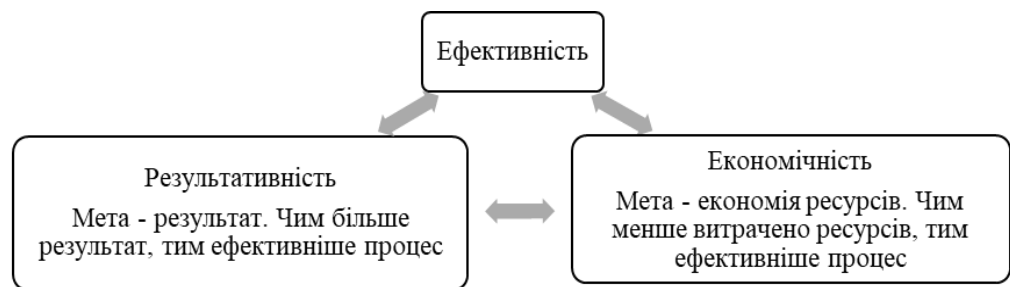 Ефективність
Результативність
Мета - результат. Чим більше
результат, тим ефективніше процес
Економічність
Мета - економія ресурсів. Чим
менше витрачено ресурсів, тим
ефективніше процес